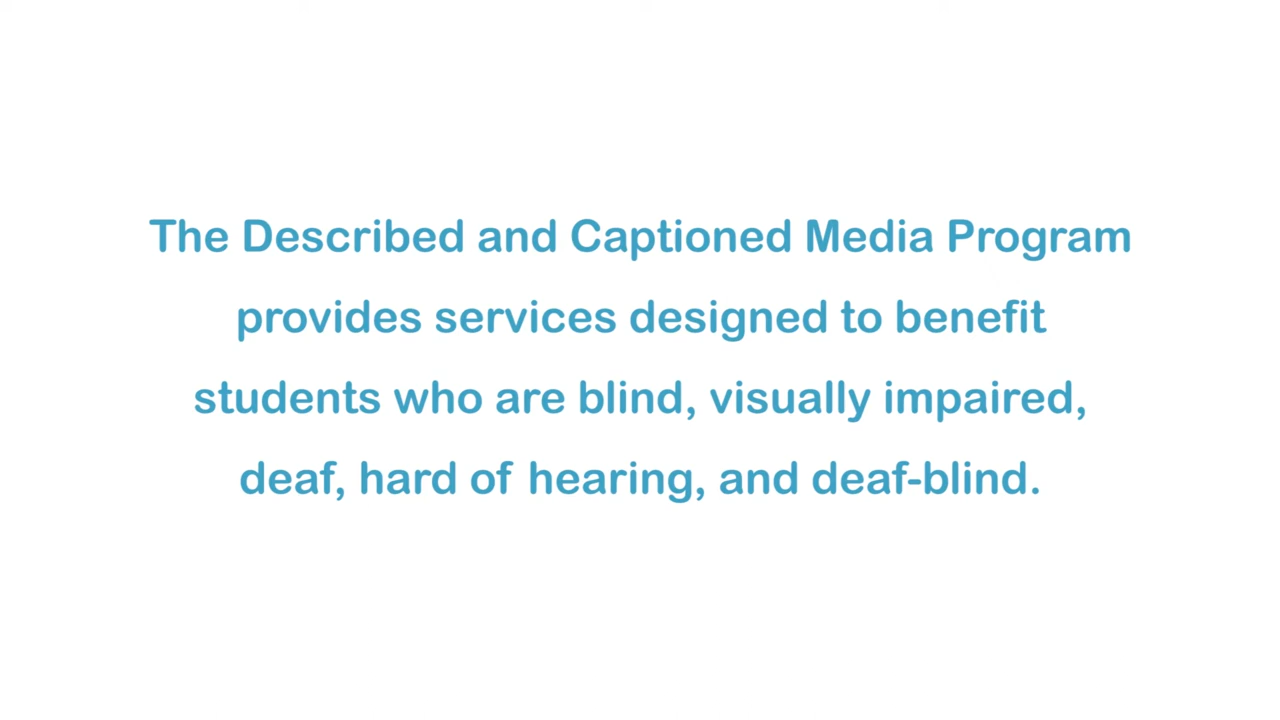 The Described and Captioned Media Program
provides services designed to benefit
students who are blind, visually impaired,
deaf, hard of hearing, and deaf-blind.